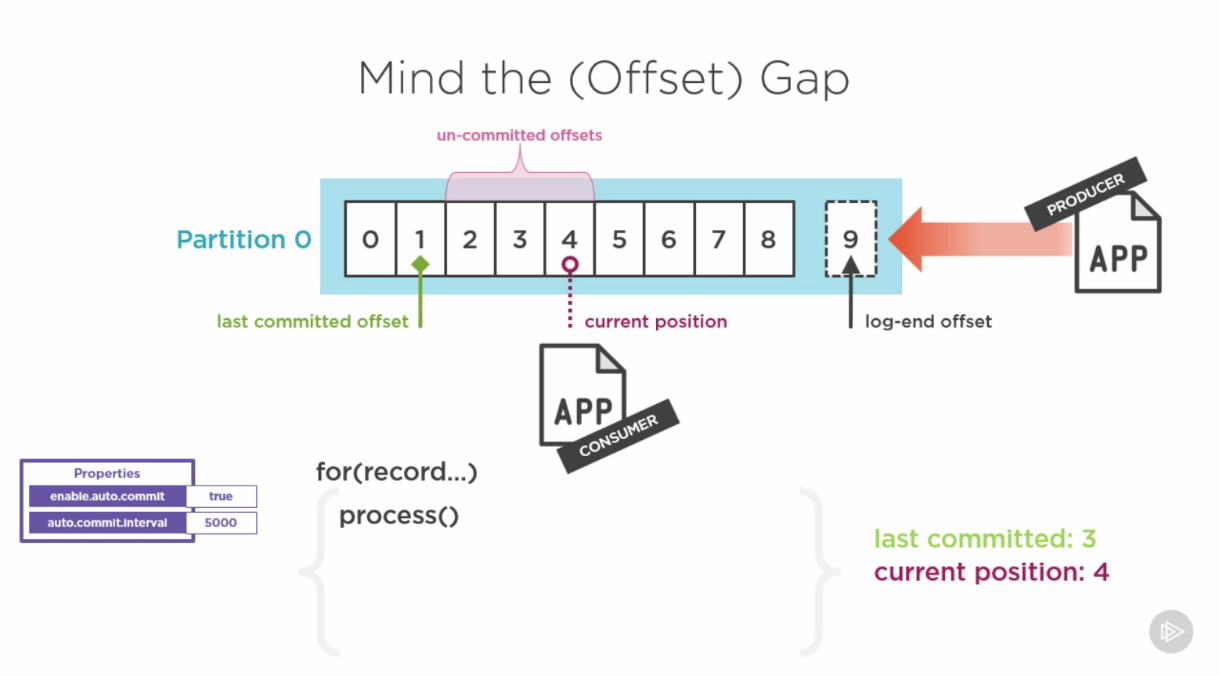 Mind the (Offset) Gap
un-committed offsets
Partition 0
0 1 2 3 4 5 6 7 8 9
PRODUCER
APP
last committed offset
current position
log-end offset
APP
CONSUMER
Properties
enable.auto.commit true
auto.commit.interval 5000
for(record...)
{
process()
}
last committed: 3
current position: 4